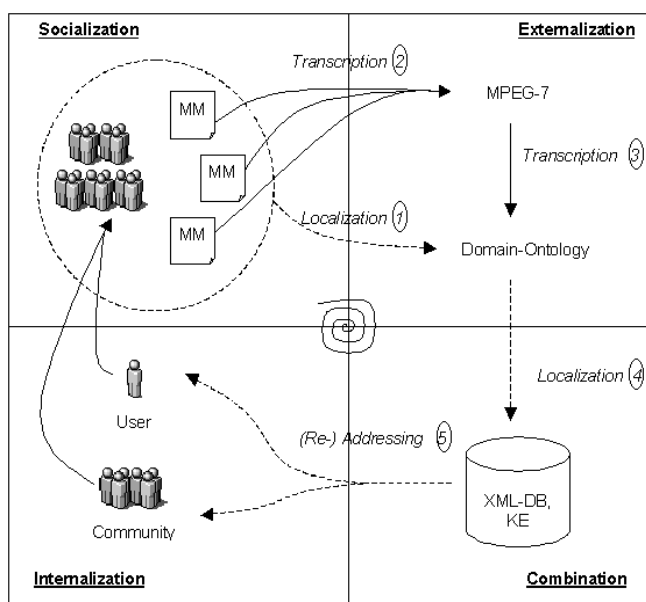 Socialization
Externalization
Transcription 2
MM
MPEG-7
MM
Transcription 3
MM
Localization 1
Domain-Ontology
Localization 4
User
(Re-) Addressing 5
XML-DB,
KE
Community
Internalization
Combination